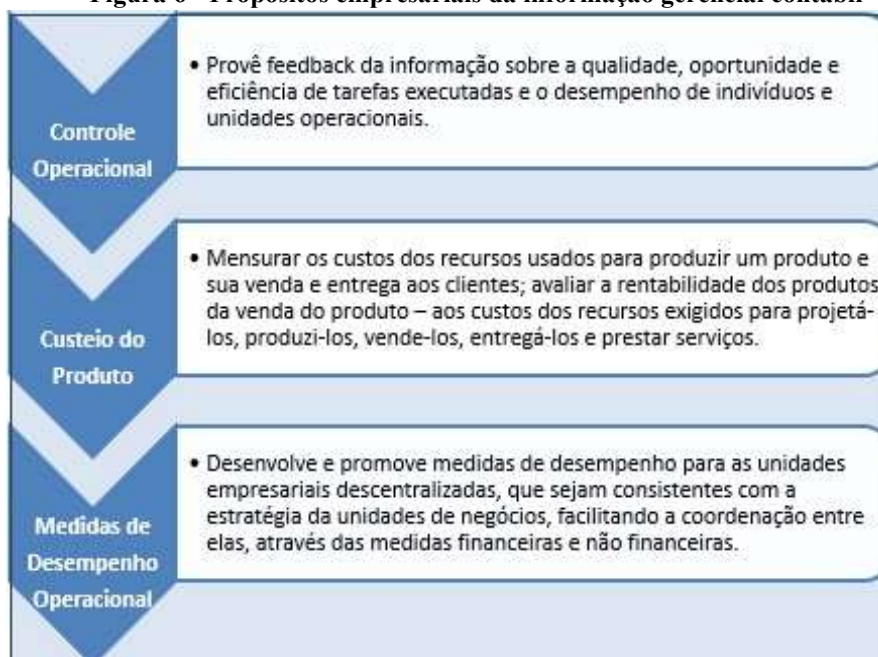 Figura 6 - Propósitos empresariais da informação gerencial contábil
Controle
Operacional
• Provê feedback da informação sobre a qualidade, oportunidade e
eficiência de tarefas executadas e o desempenho de indivíduos e
unidades operacionais.
Custeio do
Produto
• Mensurar os custos dos recursos usados para produzir um produto e
sua venda e entrega aos clientes; avaliar a rentabilidade dos produtos
da venda do produto – aos custos dos recursos exigidos para projetá-
los, produzi-los, vende-los, entregá-los e prestar serviços.
Medidas de
Desempenho
Operacional
• Desenvolve e promove medidas de desempenho para as unidades
empresariais descentralizadas, que sejam consistentes com a
estratégia da unidades de negócios, facilitando a coordenação entre
elas, através das medidas financeiras e não financeiras.